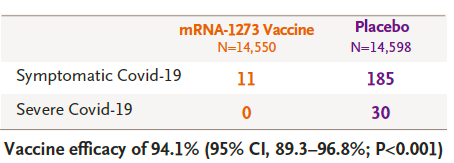 mRNA-1273 Vaccine Placebo
N=14,550 N=14,598
Symptomatic Covid-19 11 185
Severe Covid-19 0 30
Vaccine efficacy of 94.1% (95% CI, 89.3–96.8%; P<0.001)